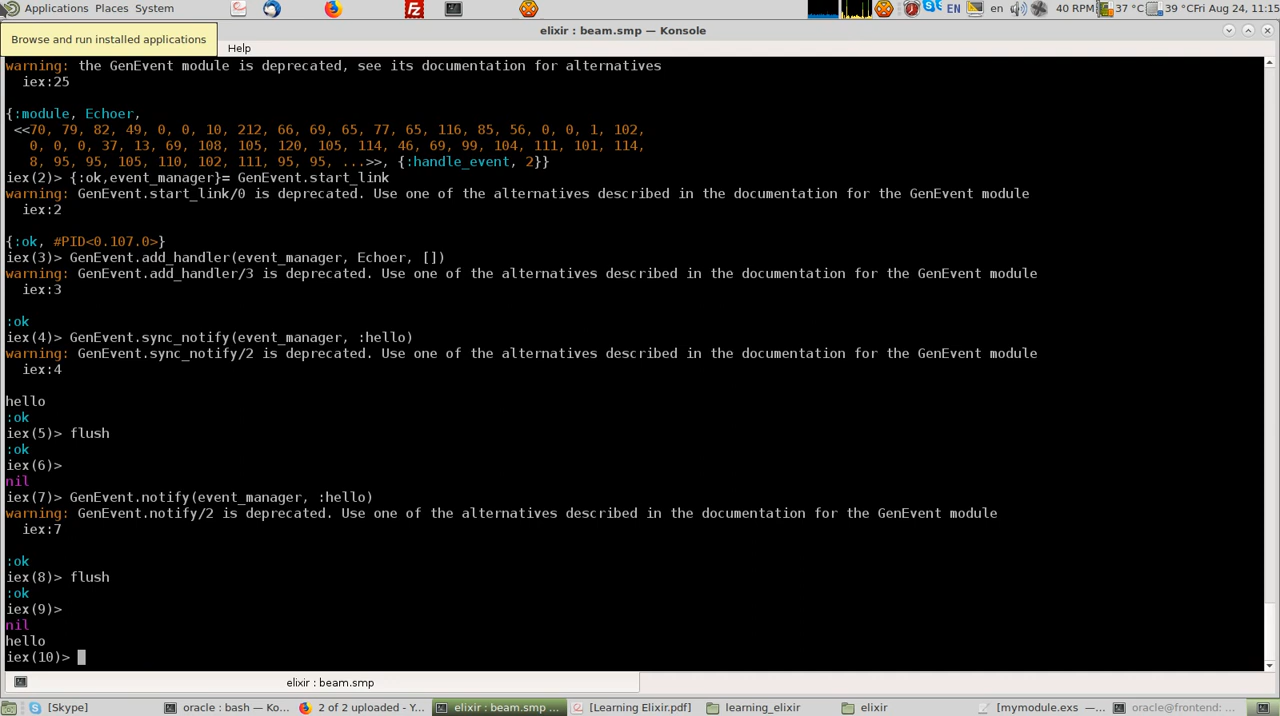 Applications Places System
EN
en
40 RPM
37 °C
39 °C
Fri Aug 24, 11:15
Browse and run installed applications
elixir : beam.smp — Konsole
Help
warning: the GenEvent module is deprecated, see its documentation for alternatives
iex:25
{:module, Echoer,
<<70, 79, 82, 49, 0, 0, 10, 212, 66, 69, 65, 77, 65, 116, 85, 56, 0, 0, 1, 102,
0, 0, 0, 37, 13, 69, 108, 105, 120, 105, 114, 46, 69, 99, 104, 111, 101, 114,
8, 95, 95, 105, 110, 102, 111, 95, 95, ...>>, {:handle_event, 2}}
iex(2)> {:ok,event_manager}= GenEvent.start_link
warning: GenEvent.start_link/0 is deprecated. Use one of the alternatives described in the documentation for the GenEvent module
iex:2
{:ok, #PID<0.107.0>}
iex(3)> GenEvent.add_handler(event_manager, Echoer, [])
warning: GenEvent.add_handler/3 is deprecated. Use one of the alternatives described in the documentation for the GenEvent module
iex:3
:ok
iex(4)> GenEvent.sync_notify(event_manager, :hello)
warning: GenEvent.sync_notify/2 is deprecated. Use one of the alternatives described in the documentation for the GenEvent module
iex:4
hello
:ok
iex(5)> flush
:ok
iex(6)>
nil
iex(7)> GenEvent.notify(event_manager, :hello)
warning: GenEvent.notify/2 is deprecated. Use one of the alternatives described in the documentation for the GenEvent module
iex:7
:ok
iex(8)> flush
:ok
iex(9)>
nil
hello
iex(10)>
elixir : beam.smp
[Skype]
oracle : bash — Ko...
2 of 2 uploaded - Y...
elixir : beam.smp ...
[Learning Elixir.pdf]
learning_elixir
elixir
[mymodule.exs —...
oracle@frontend: ...